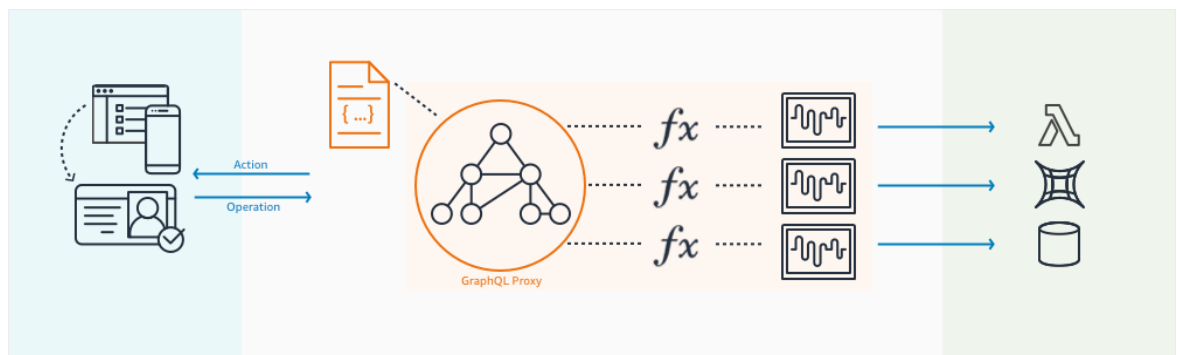 { ...}
Action
Operation
fx
fx
fx
GraphQL Proxy
λ